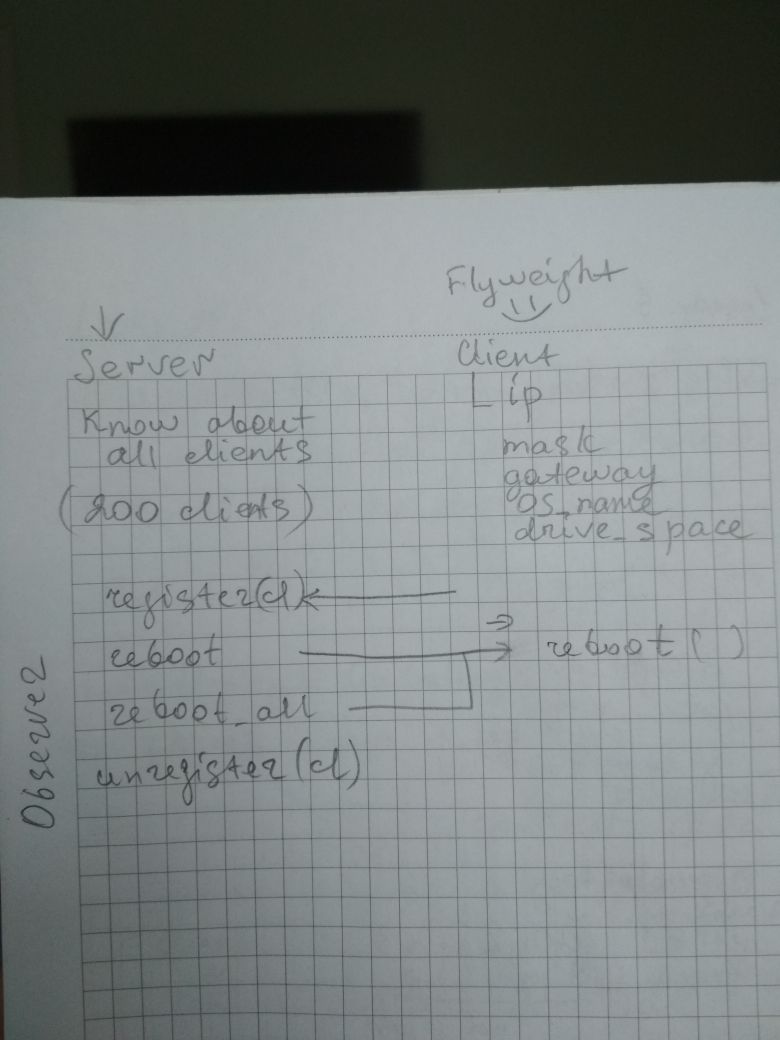 Flyweight
Server
Client
ip
Know about
all clients
mask
gateway
os_name
(200 clients)
drive_space
register(cl)
reboot
reboot()
reboot_all
unregister(cl)
Observer